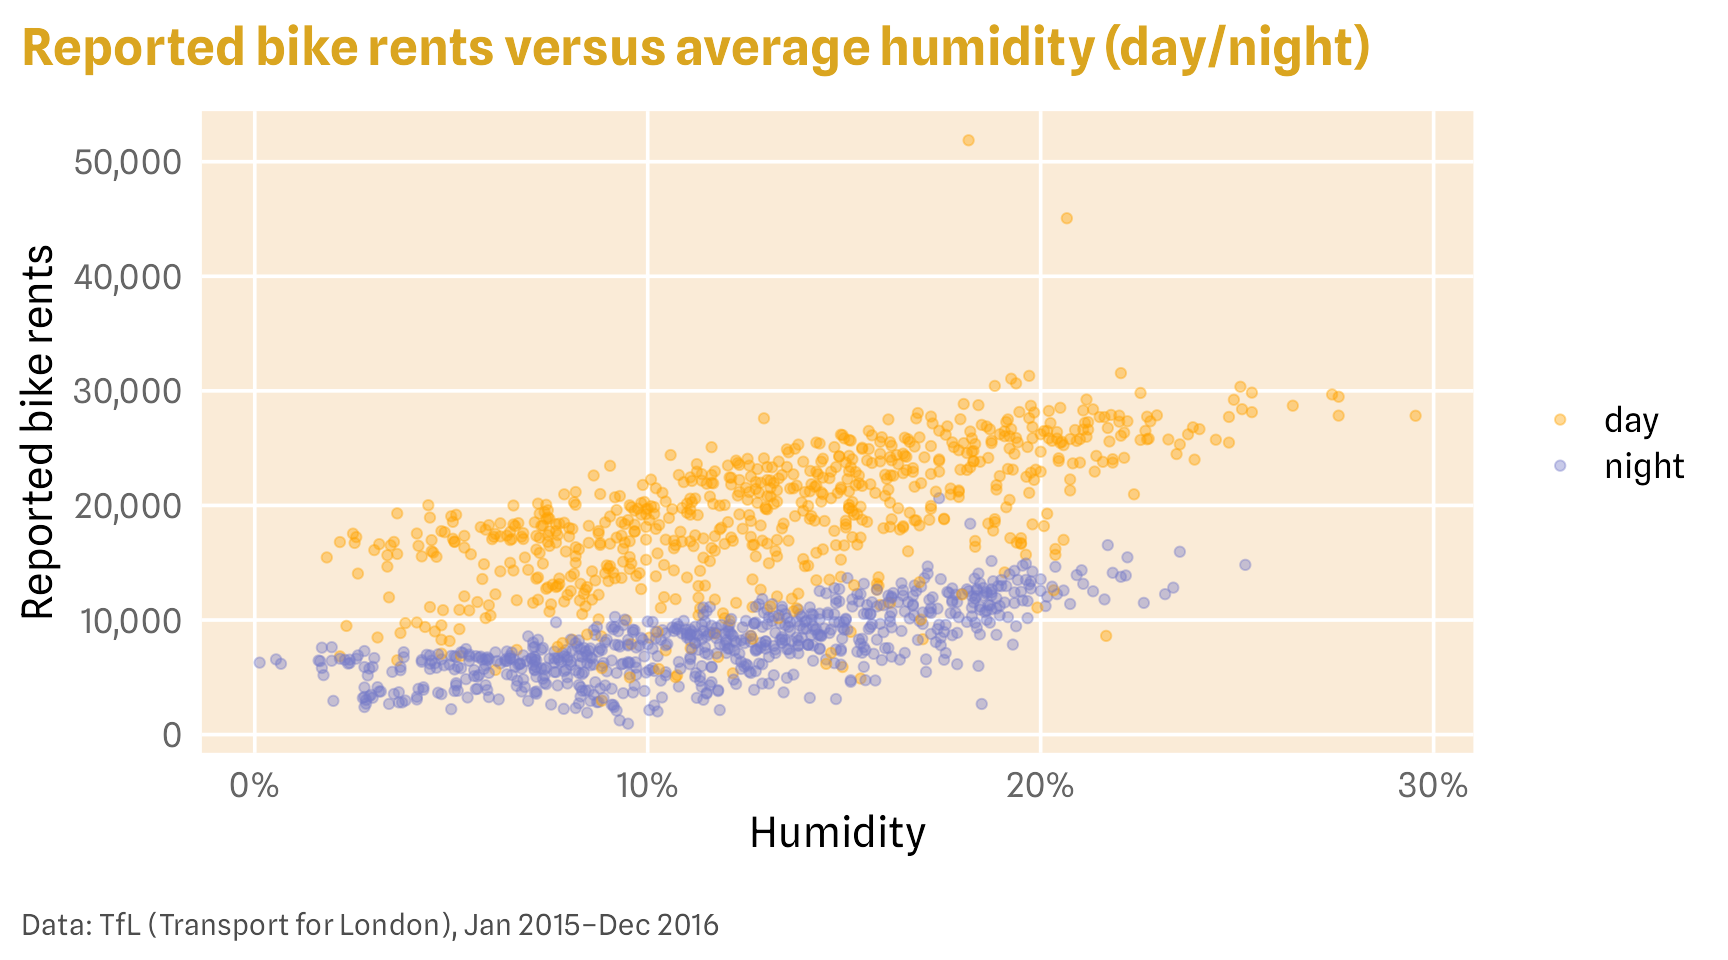 Reported bike rents versus average humidity (day/night)
Reported bike rents
50,000
40,000
30,000
20,000
10,000
0
0%
10%
20%
30%
Humidity
day
night
Data: TfL (Transport for London), Jan 2015–Dec 2016